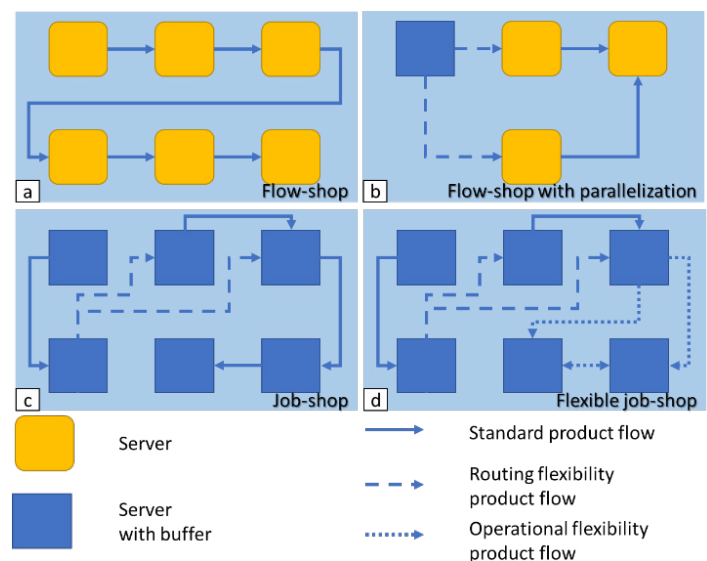 a
Flow-shop
b
Flow-shop with parallelization
c
Job-shop
d
Flexible job-shop
Server
Standard product flow
Routing flexibility
product flow
Server
with buffer
Operational flexibility
product flow